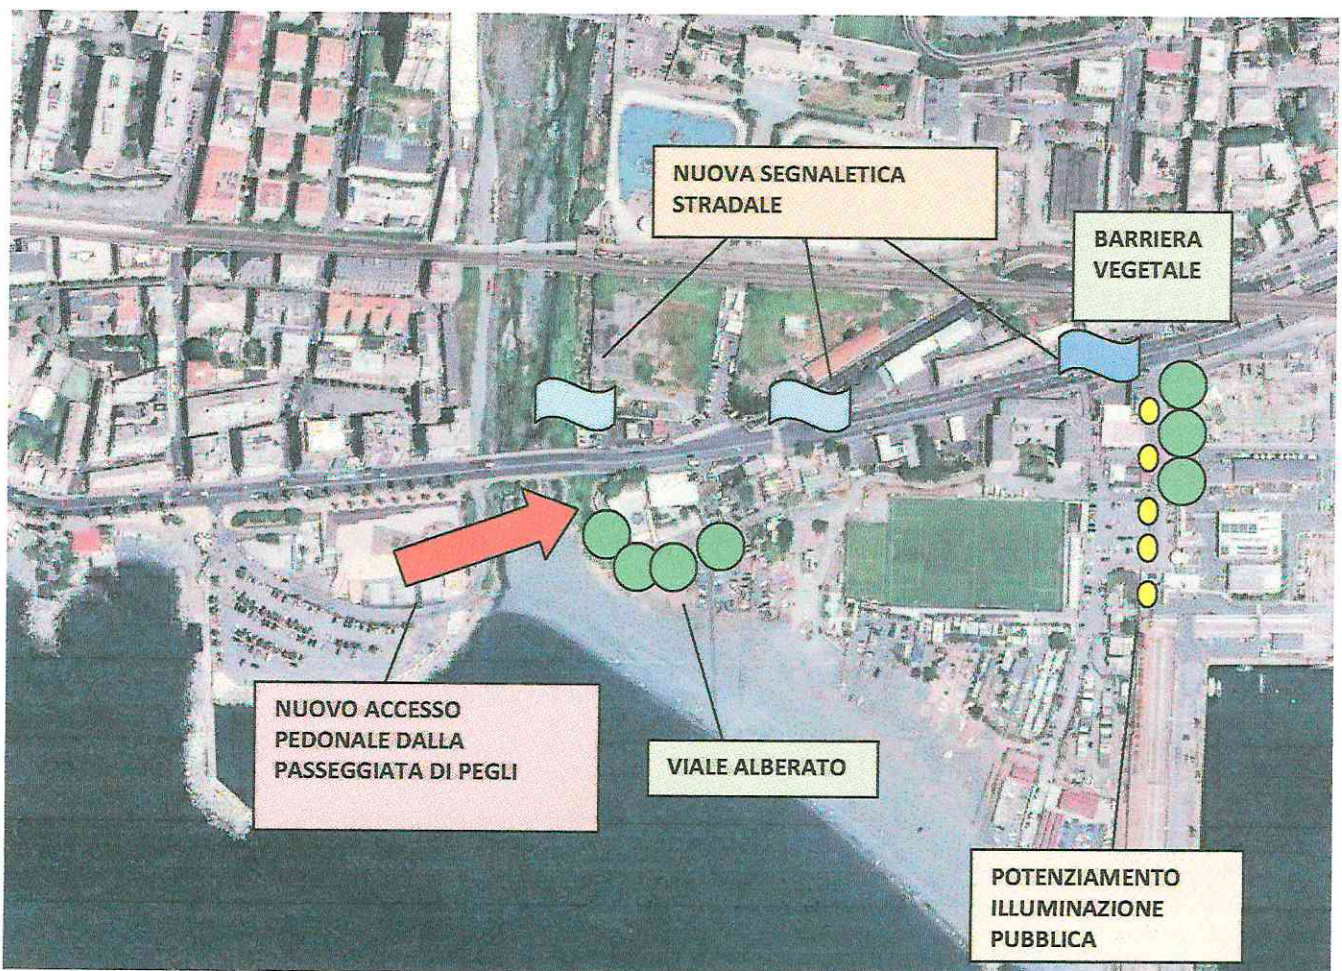 NUOVA SEGNALETICA
STRADALE
BARRIERA
VEGETALE
NUOVO ACCESSO
PEDONALE DALLA
PASSEGGIATA DI PEGLI
VIALE ALBERATO
POTENZIAMENTO
ILLUMINAZIONE
PUBBLICA